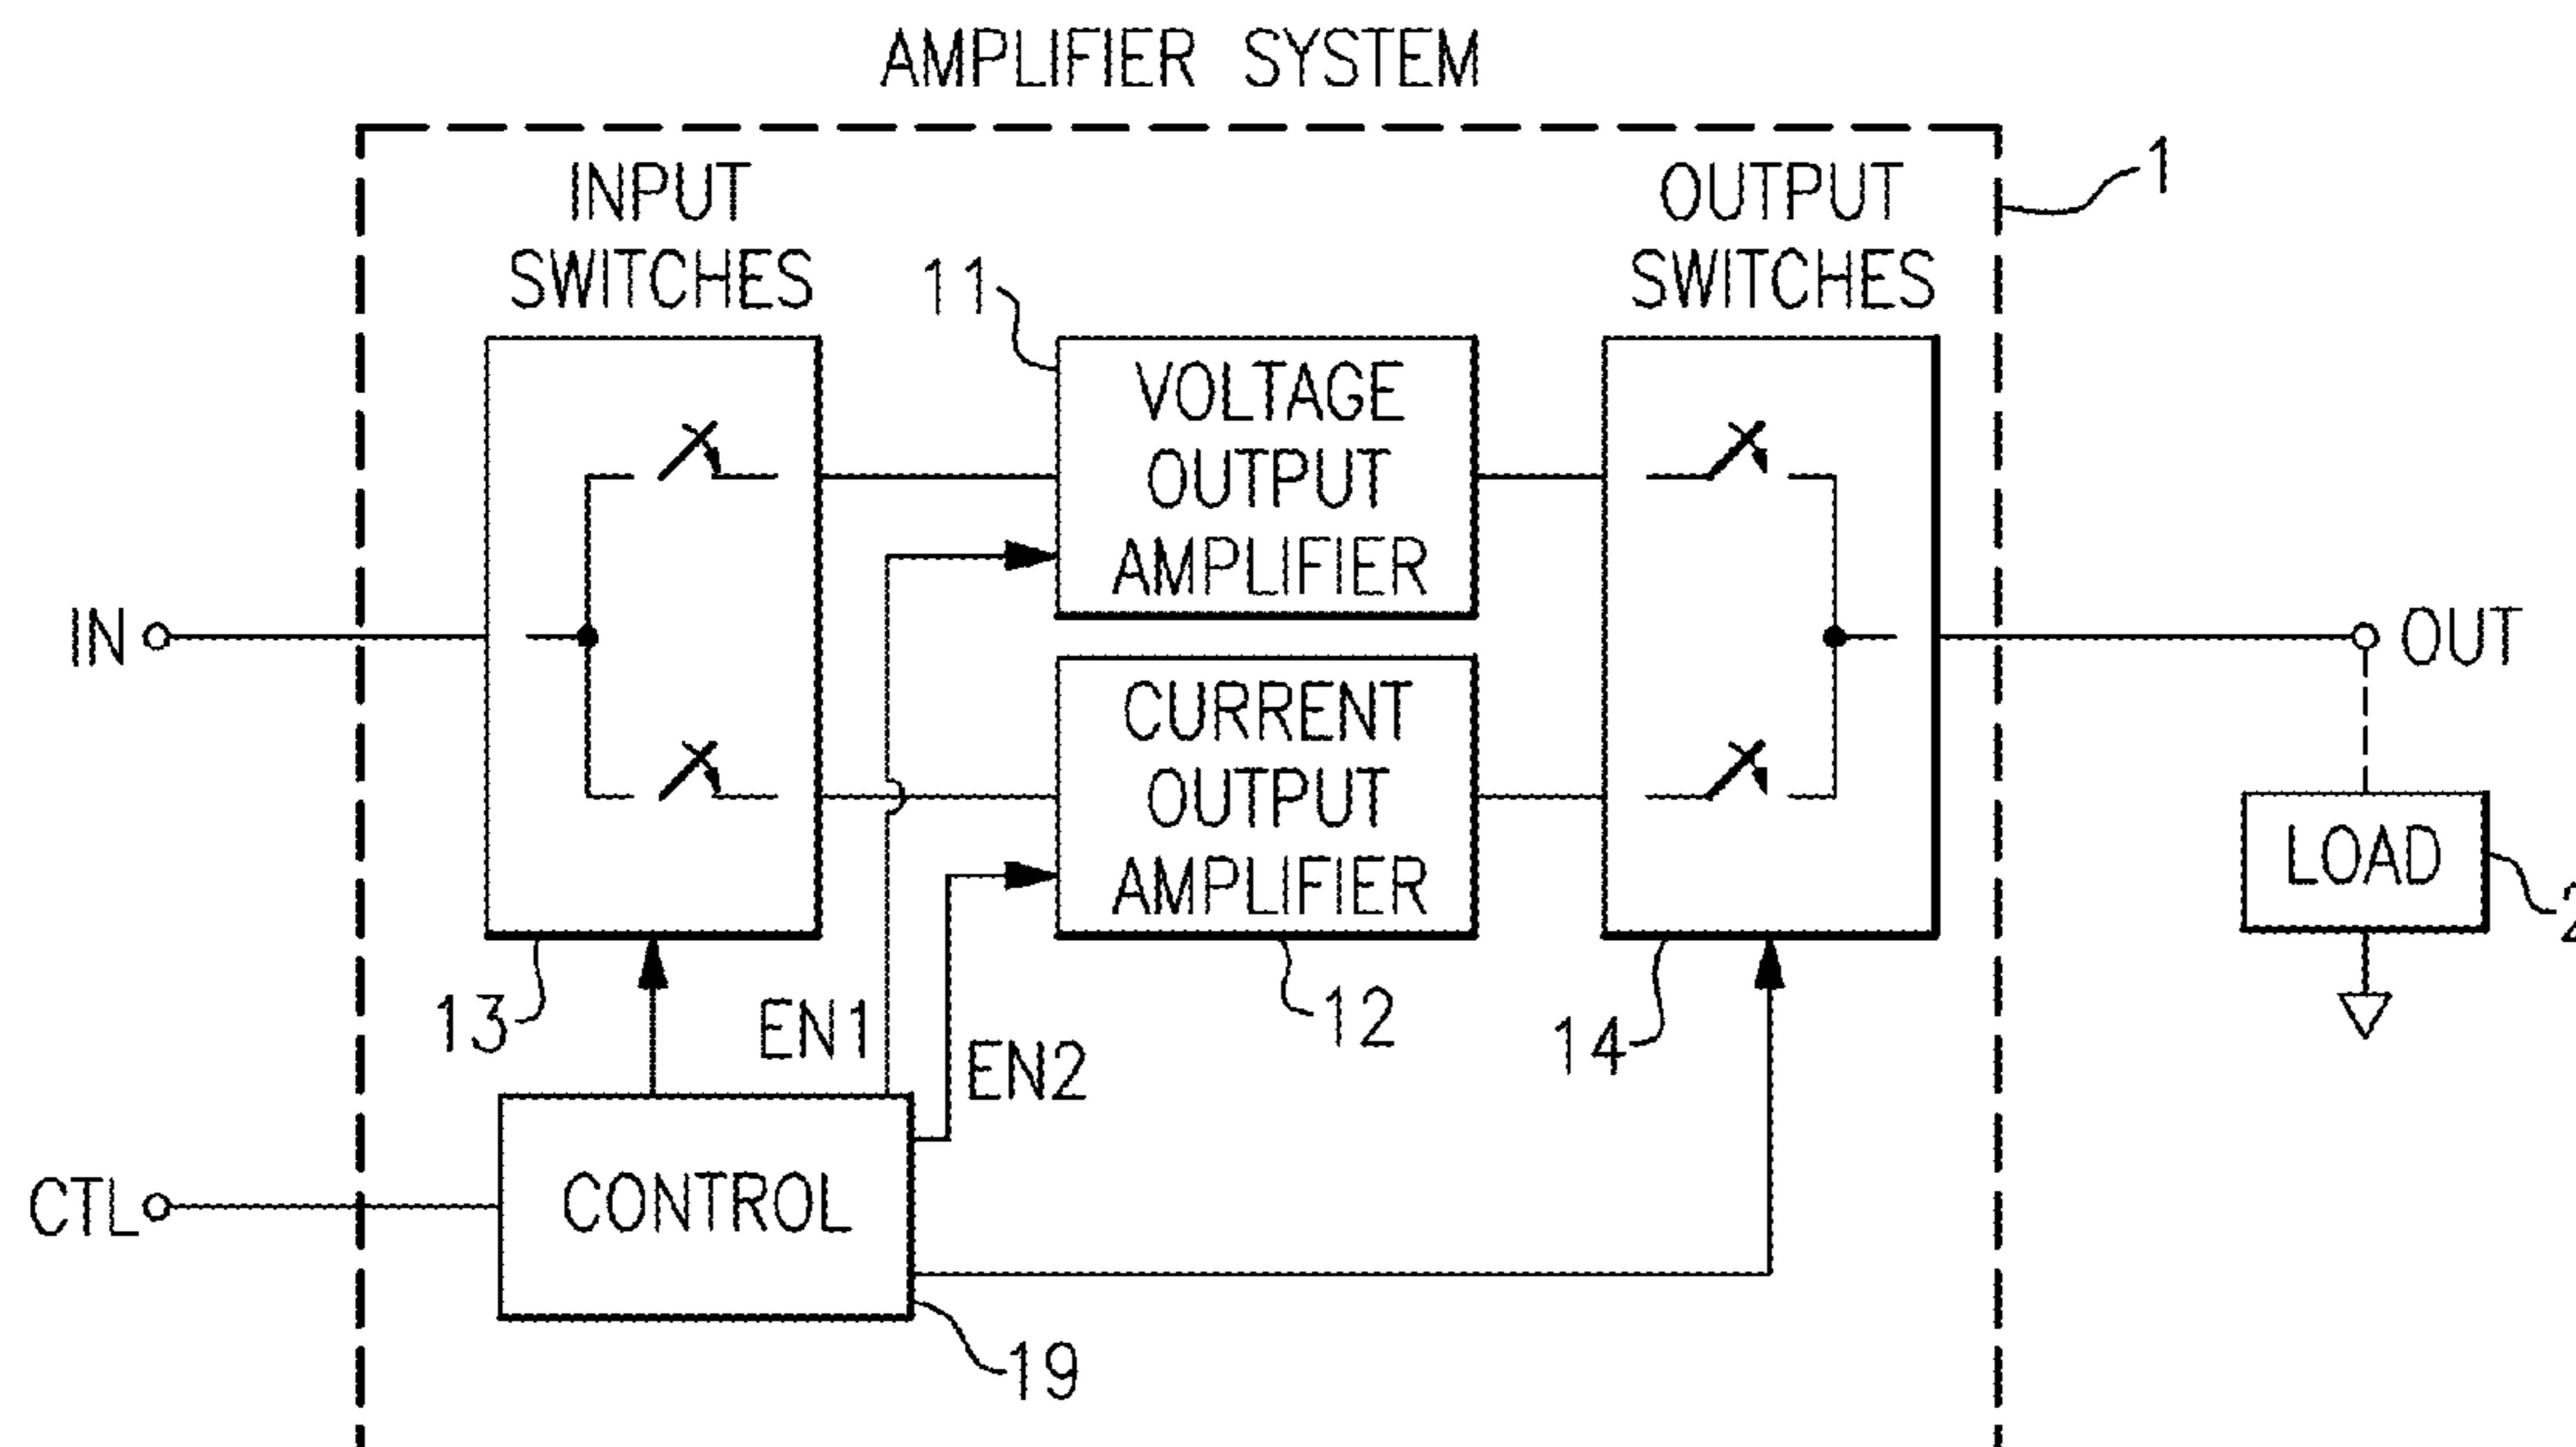 AMPLIFIER SYSTEM
1
INPUT
SWITCHES
OUTPUT
SWITCHES
11
VOLTAGE
OUTPUT
AMPLIFIER
IN
OUT
CURRENT
OUTPUT
AMPLIFIER
LOAD
2
13
EN1
EN2
12
14
CTL
CONTROL
19